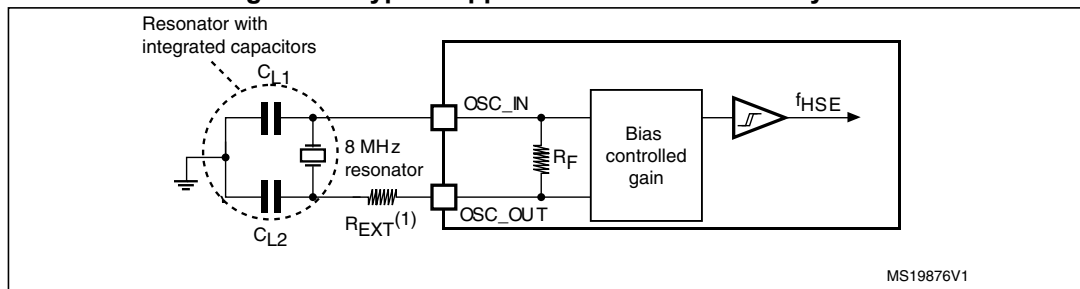 Resonator with
integrated capacitors
CL1
OSC_IN
fHSE
8 MHz
resonator
RF
Bias
controlled
gain
REXT(1)
OSC_OUT
CL2
MS19876V1